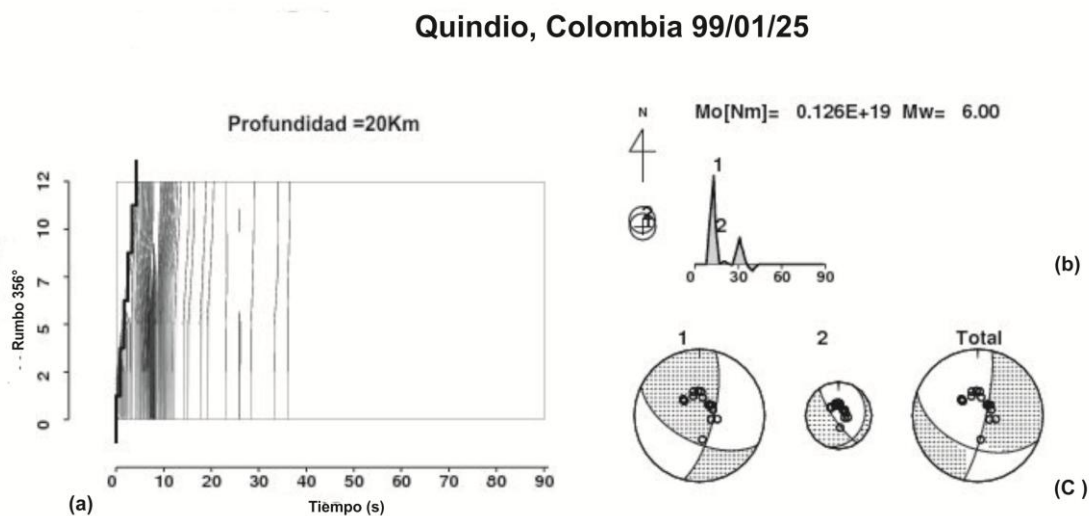 Quindio, Colombia 99/01/25
Profundidad =20Km
- - Rumbo 356°
12
10
7
5
2
0
0 10 20 30 40 50 60 70 80 90
Tiempo (s)
(a)
N
Mo[Nm]= 0.126E+19 Mw= 6.00
1
2
0 30 60 90
(b)
1 2 Total
(C )